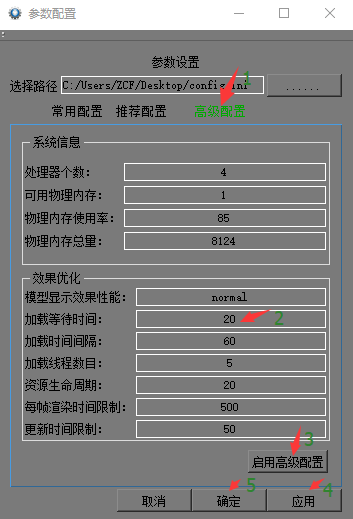 参数配置
参数设置
选择路径 C:/Users/ZCF/Desktop/config.ini ......
1
常用配置 推荐配置 高级配置
系统信息
处理器个数: 4
可用物理内存: 1
物理内存使用率: 85
物理内存总量: 8124
效果优化
模型显示效果性能: normal
加载等待时间: 20 2
加载时间间隔: 60
加载线程数目: 5
资源生命周期: 20
每帧渲染时间限制: 500
更新时间限制: 50
3
启用高级配置
5 4
取消 确定 应用